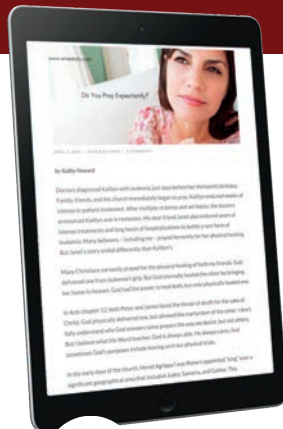 Do You Pray Expectantly?
by Kathy Howard
Doctors diagnosed Kaitlyn with leukemia just days before her thirteenth birthday.
Family, friends, and the church immediately began to pray. Kaitlyn endured weeks of
intense in-patient treatment. After multiple victories and set-backs, the doctors
pronounced Kaitlyn was in remission. My dear friend Janet also endured years of
intense treatments and long bouts of hospitalizations to battle a rare form of
leukemia. Many believers – including me – prayed fervently for her physical healing.
But Janet's story ended differently than Kaitlyn's.
Many Christians earnestly prayed for the physical healing of both my friends. God
delivered one from leukemia's grip. But God eternally healed the other by bringing
her home to heaven. God had the power to heal both, but only physically healed one.
In Acts chapter 12, both Peter and James faced the threat of death for the sake of
Christ. God physically delivered one, but allowed the martyrdom of the other. I don't
fully understand why God answers some prayers the way we desire, but not others.
But I believe what His Word teaches. God is always able. He always cares. And
sometimes God's purposes include leaving us in our physical trials.
In the early days of the church, Herod Agrippa I was Rome's appointed "king" over a
significant geographical area that included Judea, Samaria, and Galilee. This